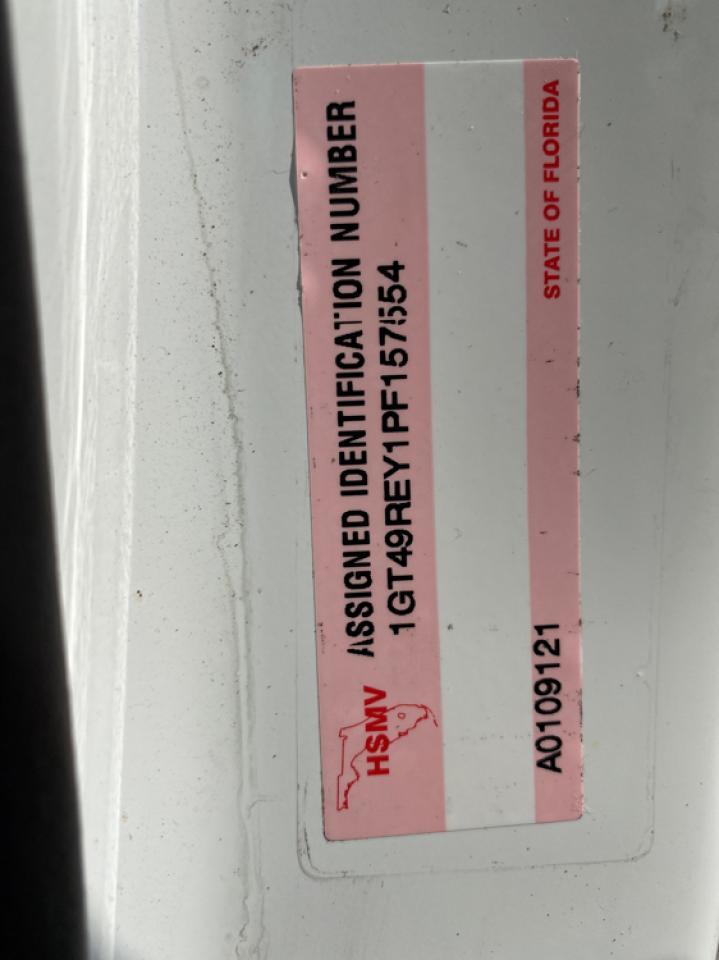 HSMV
ASSIGNED IDENTIFICATION NUMBER
1GT49REY1PF157554
A0109121
STATE OF FLORIDA